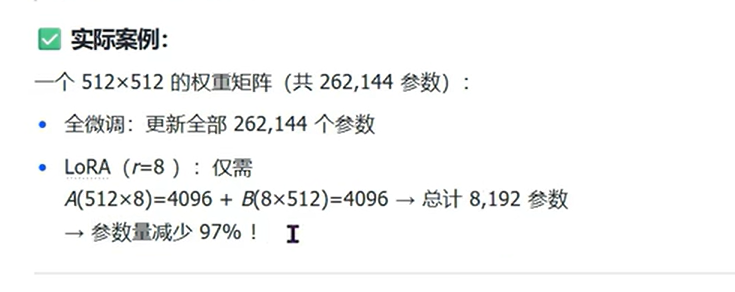 ✅ 实际案例：
一个 512×512 的权重矩阵（共 262,144 参数）：
• 全微调：更新全部 262,144 个参数
• LoRA（r=8 ）：仅需
A(512×8)=4096 + B(8×512)=4096 → 总计 8,192 参数
→ 参数量减少 97%！